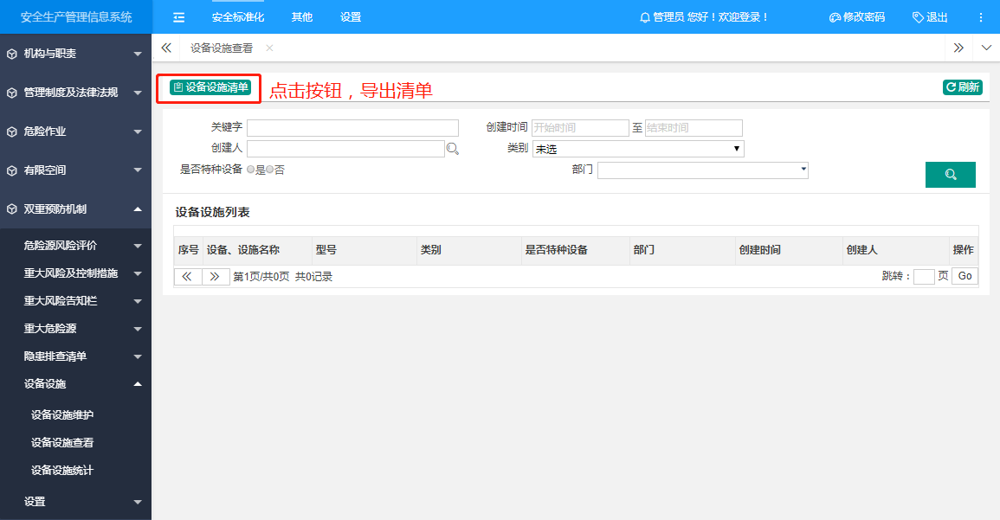 安全生产管理信息系统 安全标准化 其他 设置 管理员 您好！欢迎登录！ 修改密码 退出
设备设施查看
机构与职责
管理制度及法律法规
危险作业
有限空间
双重预防机制
危险源风险评价
重大风险及控制措施
重大风险告知栏
重大危险源
隐患排查清单
设备设施
设备设施维护
设备设施查看
设备设施统计
设置
设备设施清单 点击按钮，导出清单 刷新
关键字 创建时间 开始时间 至 结束时间
创建人 类别 未选
是否特种设备 是 否 部门
设备设施列表
序号 设备、设施名称 型号 类别 是否特种设备 部门 创建时间 创建人 操作
第1页/共0页 共0记录 跳转： 页 Go